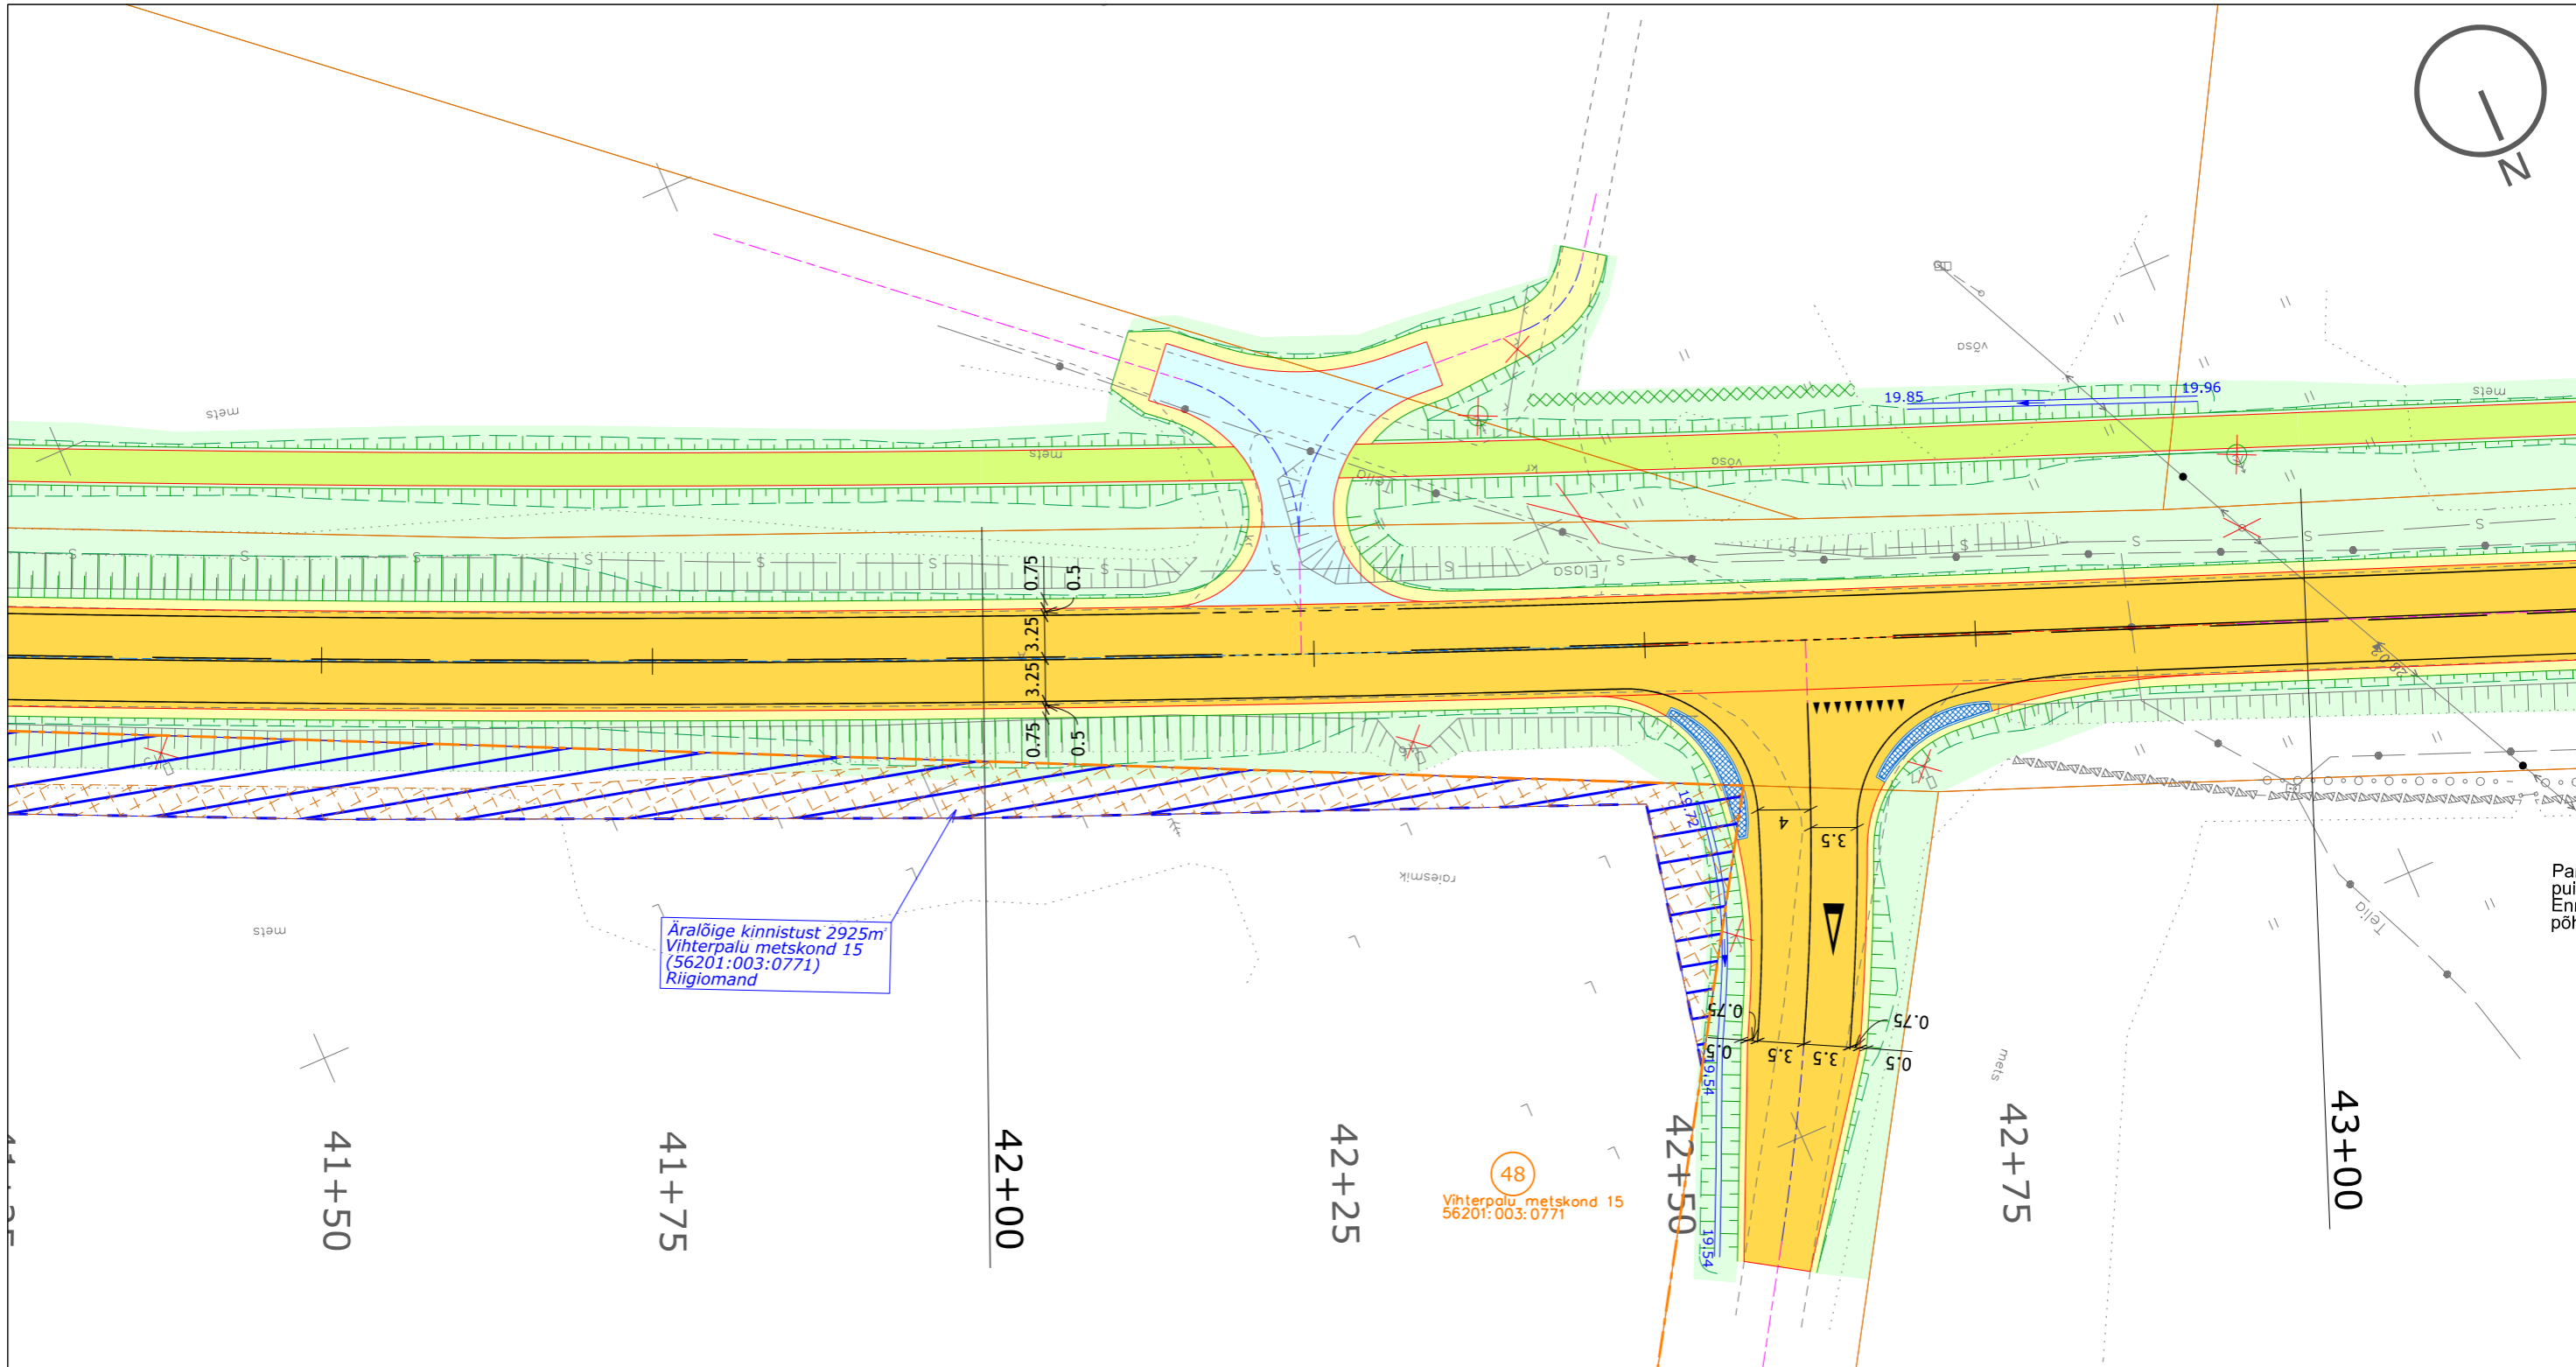 N
19.85
19.96
võsa
mets
mets
mets
võsa
kr
Telia
kr
Elasa
S S S S S S S S S S S S S
0.75
0.5
3.25
3.25
0.75
0.5
4
3.5
19.72
raiesmik
mets
Äralõige kinnistust 2925m²
Vihterpalu metskond 15
(56201:003:0771)
Riigiomand
Telia
0.75
0.75
0.5
3.5
3.5
0.5
mets
19.54
19.54
41+50
41+75
42+00
42+25
42+50
42+75
43+00
48
Vihterpalu metskond 15
56201:003:0771